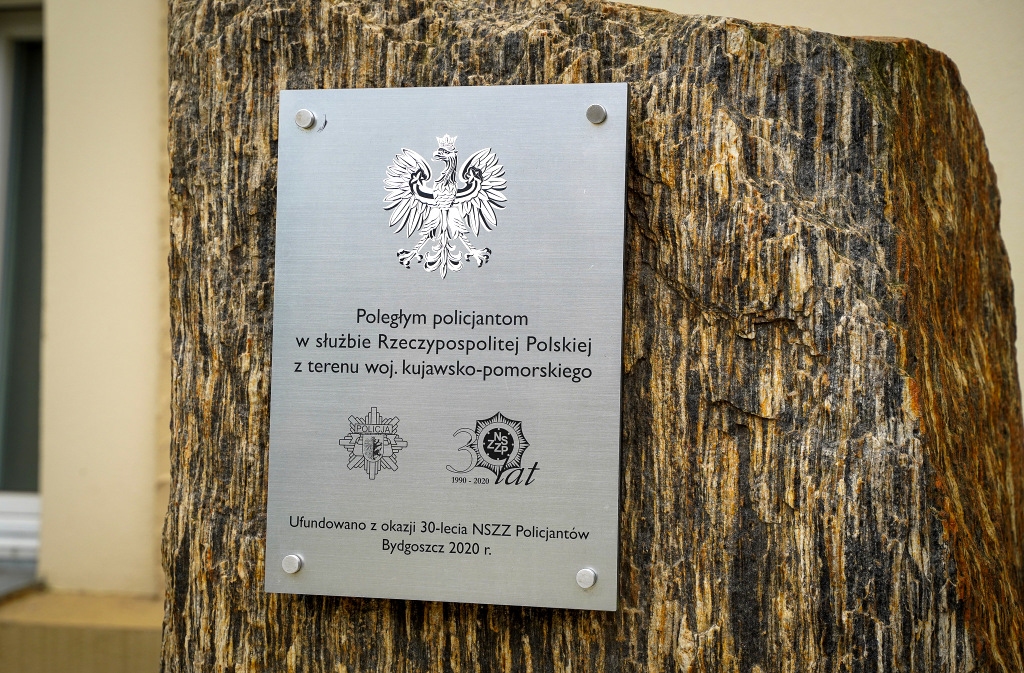 Poległym policjantom
w służbie Rzeczypospolitej Polskiej
z terenu woj. kujawsko-pomorskiego
POLICJA
30 lat
NSZZP
1990 - 2020
Ufundowano z okazji 30-lecia NSZZ Policjantów
Bydgoszcz 2020 r.